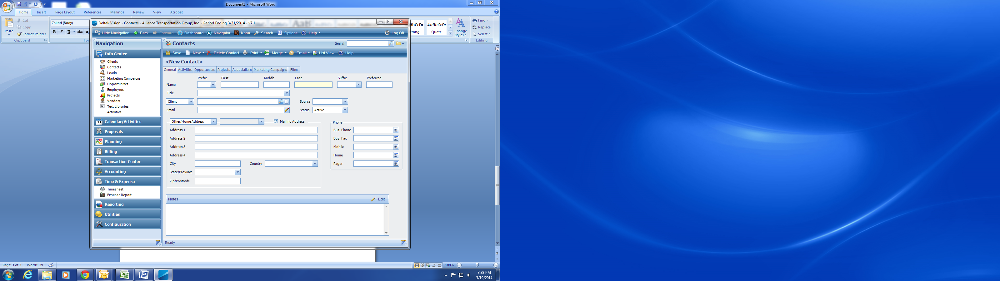 Document1 - Microsoft Word
Home Insert Page Layout References Mailings Review View Acrobat
Paste
Cut
Copy
Format Painter
Clipboard
Calibri (Body)
B I U abc
AaBbCcDc
Quote
Change Styles
Find
Replace
Select
Editing
Deltek Vision - Contacts - Alliance Transportation Group, Inc. - Period Ending 3/31/2014 - v7.1
Hide Navigation Back Forward Dashboard Navigator Kona Search Options Help Log Off
Navigation
Info Center
Clients
Contacts
Leads
Marketing Campaigns
Opportunities
Employees
Projects
Vendors
Text Libraries
Activities
31 Calendar/Activities
Proposals
Planning
Billing
Transaction Center
Accounting
Time & Expense
Timesheet
Expense Report
Reporting
Utilities
Configuration
Contacts Search
Save New Delete Contact Print Merge Email List View Help
<New Contact>
General Activities Opportunities Projects Associations Marketing Campaigns Files
Prefix First Middle Last Suffix Preferred
Name
Title
Client Source
Email Status Active
Other/Home Address Mailing Address
Address 1
Address 2
Address 3
Address 4
City Country
State/Province
Zip/Postcode
Phone
Bus. Phone
Bus. Fax
Mobile
Home
Pager
Notes Edit
Ready
Page: 3 of 3 Words: 39 100%
3:38 PM
3/19/2014